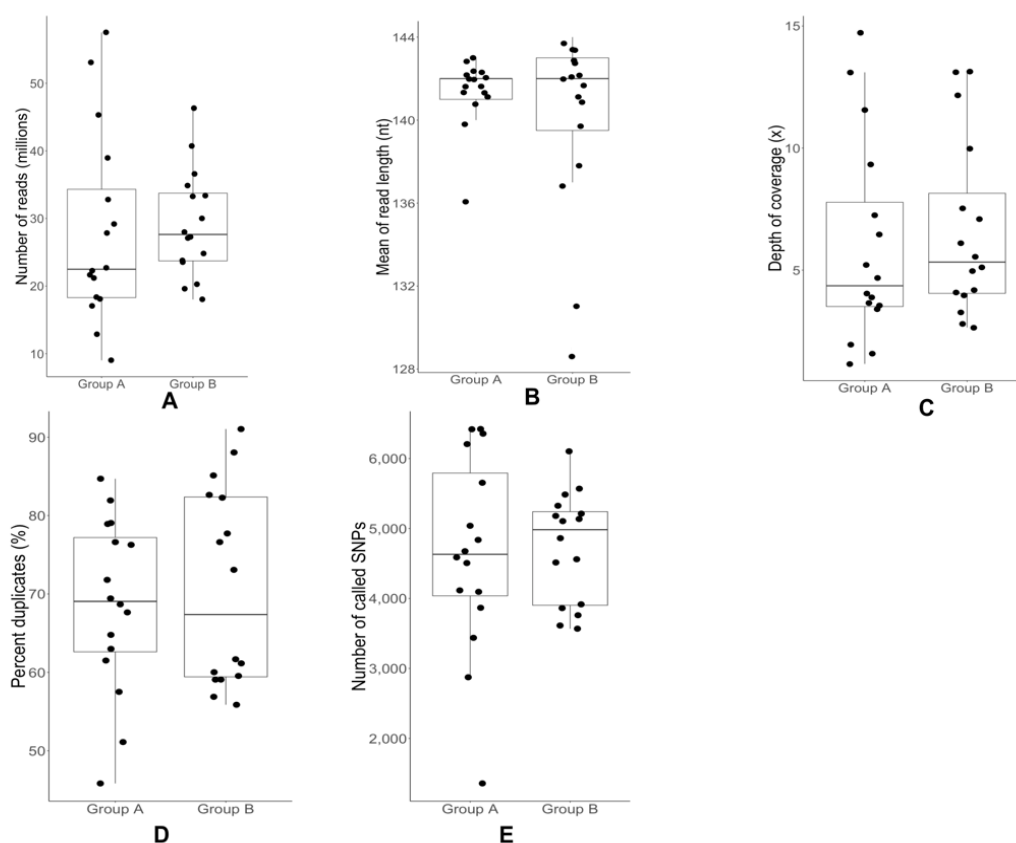 Number of reads (millions)
50
40
30
20
10
Group A
Group B
A
Mean of read length (nt)
144
140
136
132
128
Group A
Group B
B
Depth of coverage (x)
15
10
5
Group A
Group B
C
Percent duplicates (%)
90
80
70
60
50
Group A
Group B
D
Number of called SNPs
6,000
5,000
4,000
3,000
2,000
Group A
Group B
E